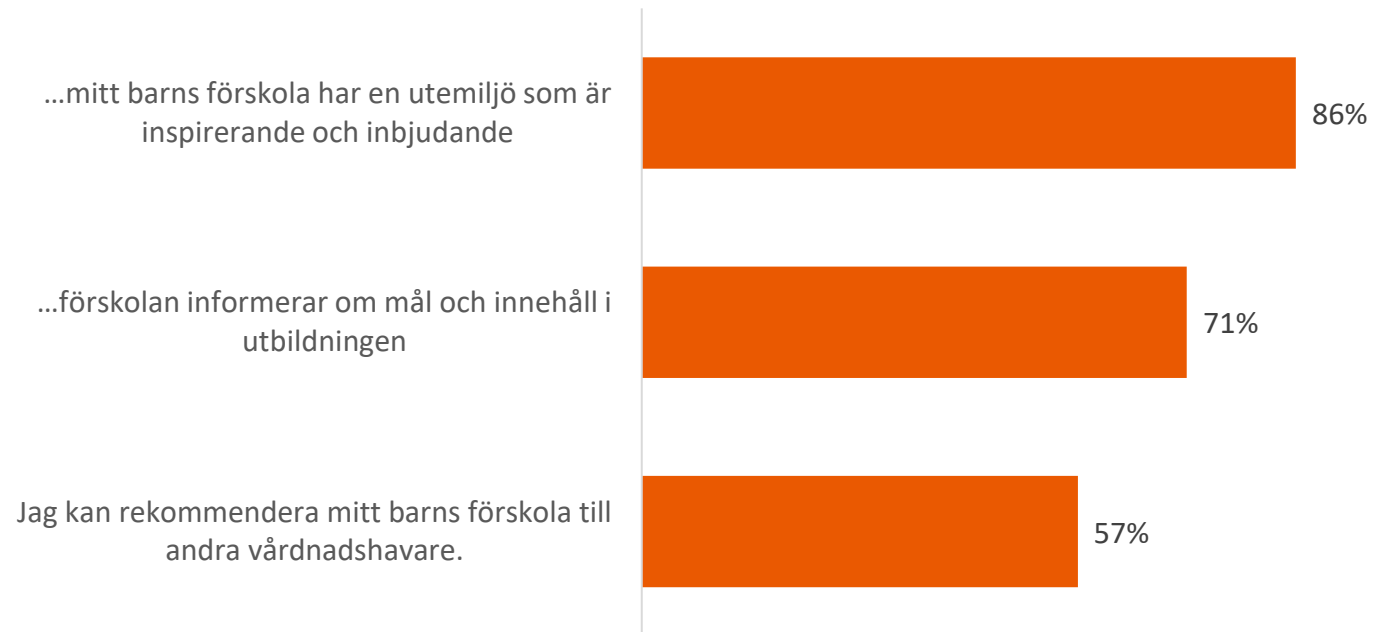 ...mitt barns förskola har en utemiljö som är
inspirerande och inbjudande
86%
...förskolan informerar om mål och innehåll i
utbildningen
71%
Jag kan rekommendera mitt barns förskola till
andra vårdnadshavare.
57%